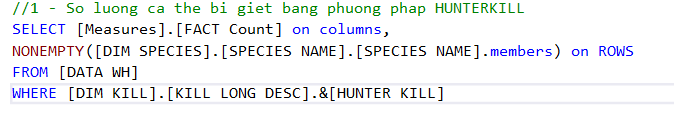 //1 - So luong ca the bi giet bang phuong phap HUNTERKILL
SELECT [Measures].[FACT Count] on columns,
NONEMPTY([DIM SPECIES].[SPECIES NAME].[SPECIES NAME].members) on ROWS
FROM [DATA WH]
WHERE [DIM KILL].[KILL LONG DESC].&[HUNTER KILL]